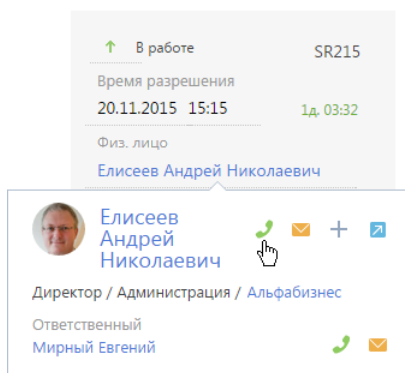 В работе SR215
Время разрешения
20.11.2015 15:15 1д. 03:32
Физ. лицо
Елисеев Андрей Николаевич
Елисеев
Андрей
Николаевич
Директор / Администрация / Альфабизнес
Ответственный
Мирный Евгений